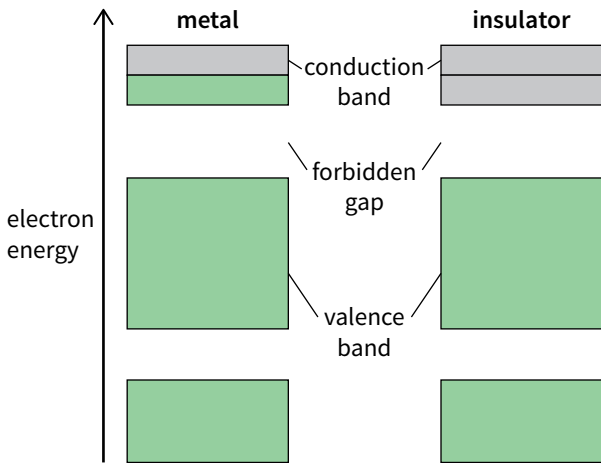 metal
insulator
conduction
band
forbidden
gap
electron
energy
valence
band